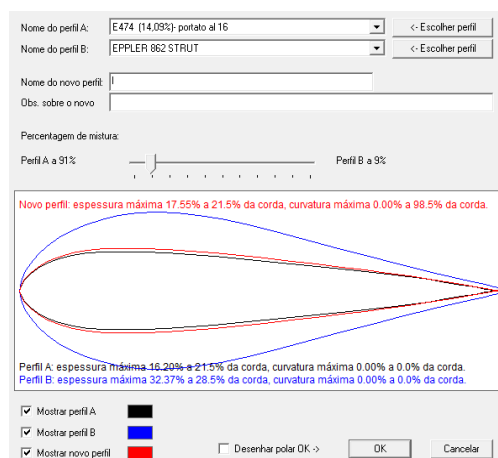 Nome do perfil A: E474 (14,09%)- portato al 16 <- Escolher perfil
Nome do perfil B: EPPLER 862 STRUT <- Escolher perfil
Nome do novo perfil: l
Obs. sobre o novo
Percentagem de mistura:
Perfil A a 91% Perfil B a 9%
Novo perfil: espessura máxima 17.55% a 21.5% da corda, curvatura máxima 0.00% a 98.5% da corda.
Perfil A: espessura máxima 16.20% a 21.5% da corda, curvatura máxima 0.00% a 0.0% da corda.
Perfil B: espessura máxima 32.37% a 28.5% da corda, curvatura máxima 0.00% a 0.0% da corda.
Mostrar perfil A
Mostrar perfil B
Mostrar novo perfil Desenhar polar OK -> OK Cancelar